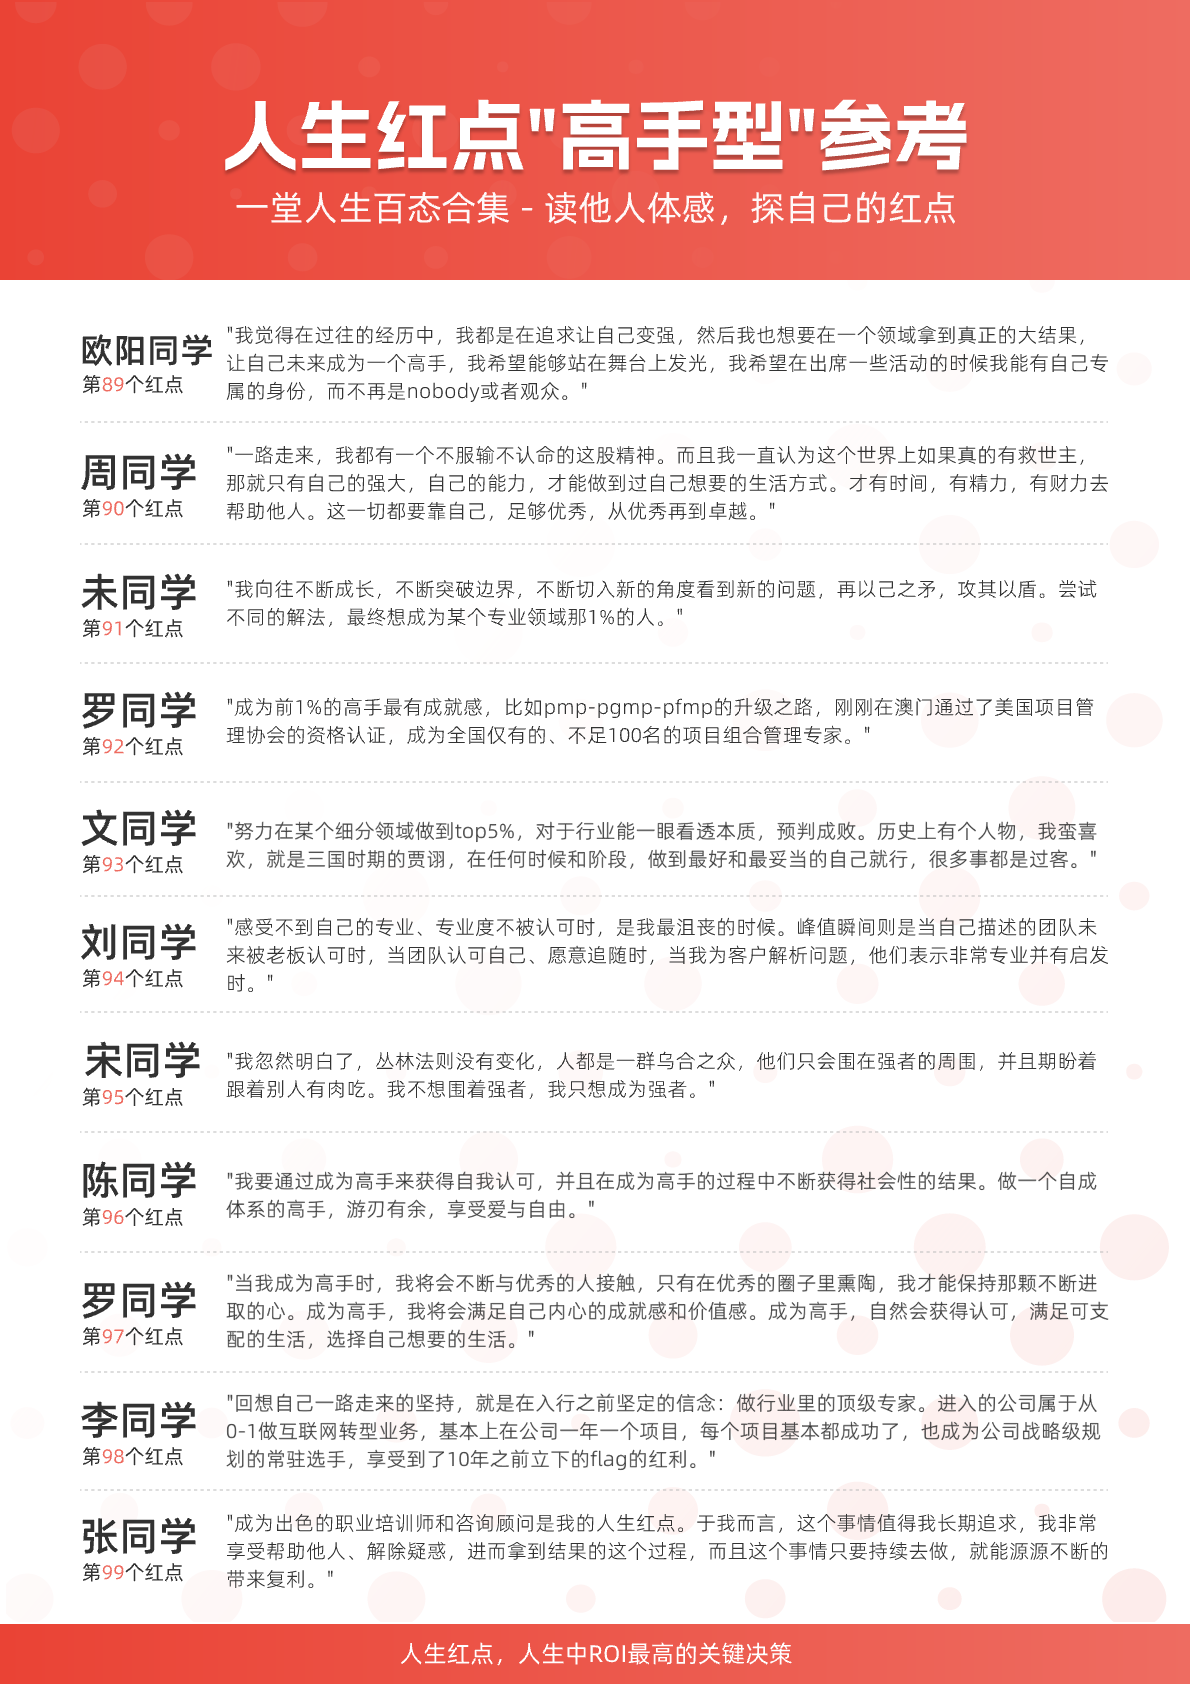 人生红点"高手型"参考
一堂人生百态合集 - 读他人体感，探自己的红点
欧阳同学
第89个红点
"我觉得在过往的经历中，我都是在追求让自己变强，然后我也想要在一个领域拿到真正的大结果，
让自己未来成为一个高手，我希望能够站在舞台上发光，我希望在出席一些活动的时候我能有自己专
属的身份，而不再是nobody或者观众。"
周同学
第90个红点
"一路走来，我都有一个不服输不认命的这股精神。而且我一直认为这个世界上如果真的有救世主，
那就只有自己的强大，自己的能力，才能做到过自己想要的生活方式。才有时间，有精力，有财力去
帮助他人。这一切都要靠自己，足够优秀，从优秀再到卓越。"
未同学
第91个红点
"我向往不断成长，不断突破边界，不断切入新的角度看到新的问题，再以己之矛，攻其以盾。尝试
不同的解法，最终想成为某个专业领域那1%的人。"
罗同学
第92个红点
"成为前1%的高手最有成就感，比如pmp-pgmp-pfmp的升级之路，刚刚在澳门通过了美国项目管
理协会的资格认证，成为全国仅有的、不足100名的项目组合管理专家。"
文同学
第93个红点
"努力在某个细分领域做到top5%，对于行业能一眼看透本质，预判成败。历史上有个人物，我蛮喜
欢，就是三国时期的贾诩，在任何时候和阶段，做到最好和最妥当的自己就行，很多事都是过客。"
刘同学
第94个红点
"感受不到自己的专业、专业度不被认可时，是我最沮丧的时候。峰值瞬间则是当自己描述的团队未
来被老板认可时，当团队认可自己、愿意追随时，当我为客户解析问题，他们表示非常专业并有启发
时。"
宋同学
第95个红点
"我忽然明白了，丛林法则没有变化，人都是一群乌合之众，他们只会围在强者的周围，并且期盼着
跟着别人有肉吃。我不想围着强者，我只想成为强者。"
陈同学
第96个红点
"我要通过成为高手来获得自我认可，并且在成为高手的过程中不断获得社会性的结果。做一个自成
体系的高手，游刃有余，享受爱与自由。"
罗同学
第97个红点
"当我成为高手时，我将会不断与优秀的人接触，只有在优秀的圈子里熏陶，我才能保持那颗不断进
取的心。成为高手，我将会满足自己内心的成就感和价值感。成为高手，自然会获得认可，满足可支
配的生活，选择自己想要的生活。"
李同学
第98个红点
"回想自己一路走来的坚持，就是在入行之前坚定的信念：做行业里的顶级专家。进入的公司属于从
0-1做互联网转型业务，基本上在公司一年一个项目，每个项目基本都成功了，也成为公司战略级规
划的常驻选手，享受到了10年之前立下的flag的红利。"
张同学
第99个红点
"成为出色的职业培训师和咨询顾问是我的人生红点。于我而言，这个事情值得我长期追求，我非常
享受帮助他人、解除疑惑，进而拿到结果的这个过程，而且这个事情只要持续去做，就能源源不断的
带来复利。"
人生红点，人生中ROI最高的关键决策